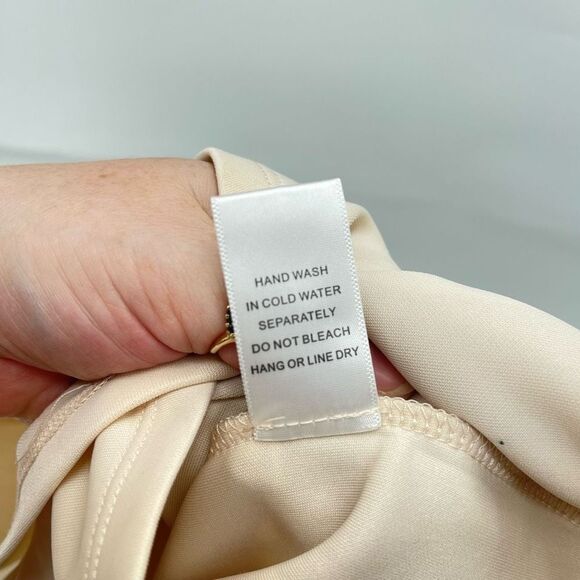 HAND WASH
IN COLD WATER
SEPARATELY
DO NOT BLEACH
HANG OR LINE DRY